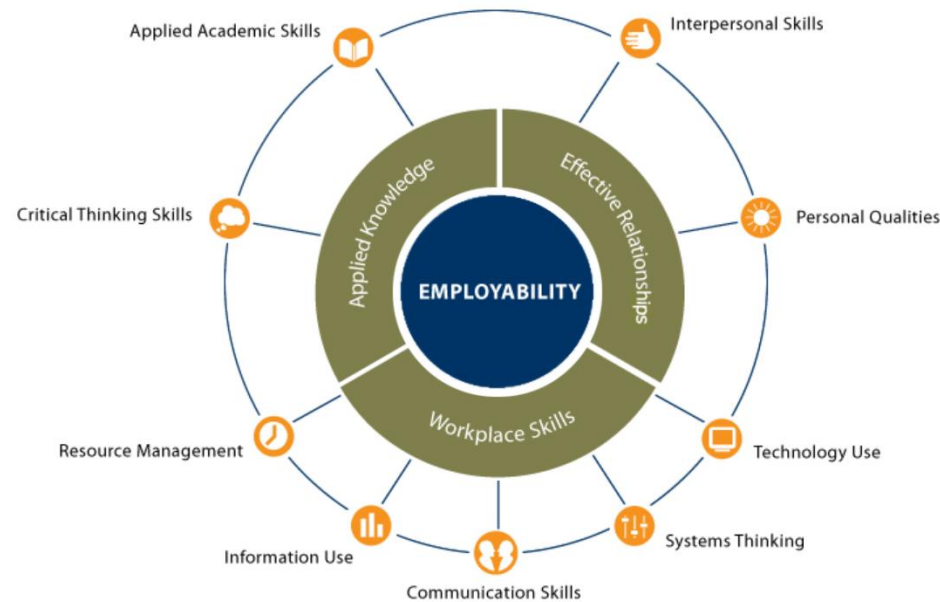 Applied Academic Skills
Interpersonal Skills
Critical Thinking Skills
Applied Knowledge
Effective Relationships
Personal Qualities
EMPLOYABILITY
Workplace Skills
Resource Management
Technology Use
Information Use
Systems Thinking
Communication Skills